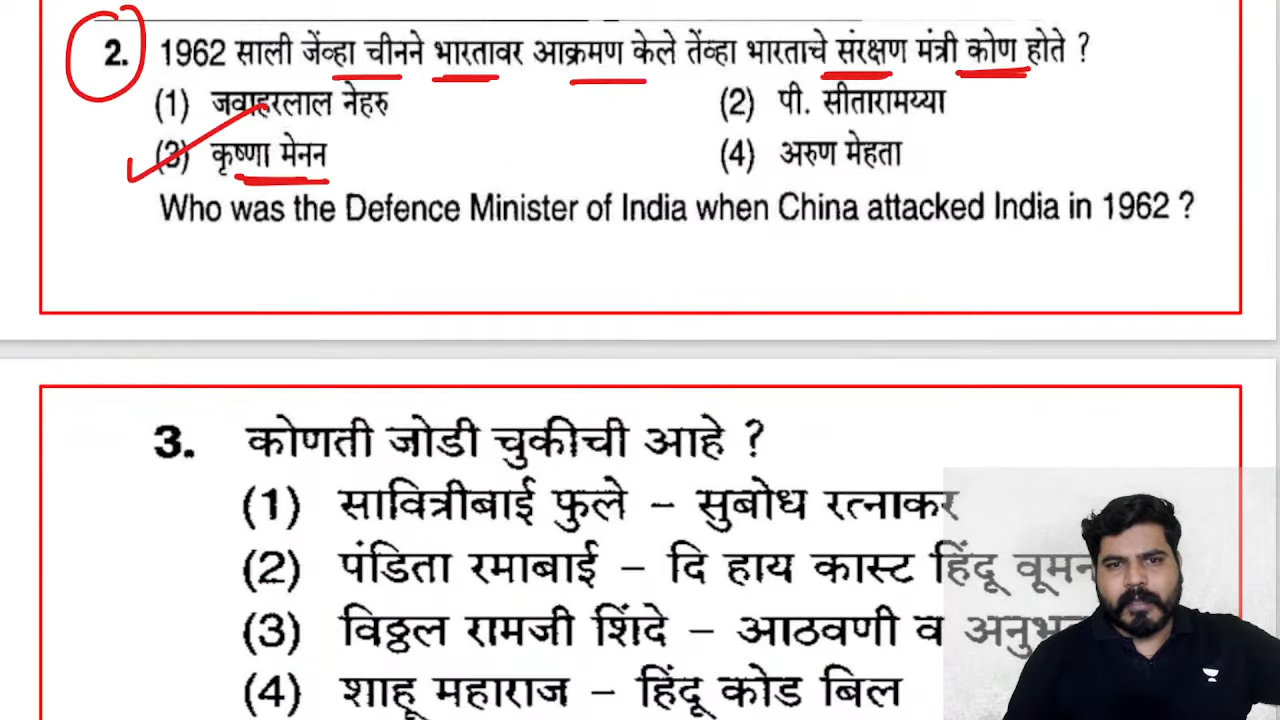 2. 1962 साली जेंव्हा चीनने भारतावर आक्रमण केले तेंव्हा भारताचे संरक्षण मंत्री कोण होते ?
(1) जवाहरलाल नेहरु (2) पी. सीतारामय्या
(3) कृष्णा मेनन (4) अरुण मेहता
Who was the Defence Minister of India when China attacked India in 1962 ?
3. कोणती जोडी चुकीची आहे ?
(1) सावित्रीबाई फुले – सुबोध रत्नाकर
(2) पंडिता रमाबाई – दि हाय कास्ट हिंदू
(3) विठ्ठल रामजी शिंदे – आठवणी व
(4) शाहू महाराज – हिंदू कोड बिल